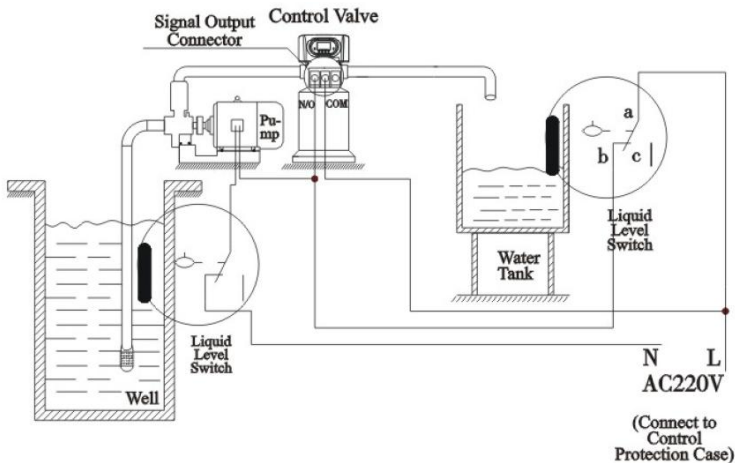 Signal Output
Connector
Control Valve
N/O COM
Pu-
mp
a
b c
Liquid
Level
Switch
Water
Tank
Liquid
Level
Switch
Well
N L
AC220V
(Connect to
Control
Protection Case)